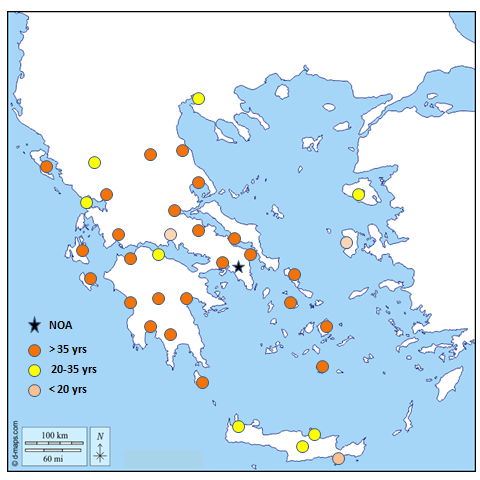 NOA
> 35 yrs
20-35 yrs
< 20 yrs
100 km
60 mi
N
© d-maps.com